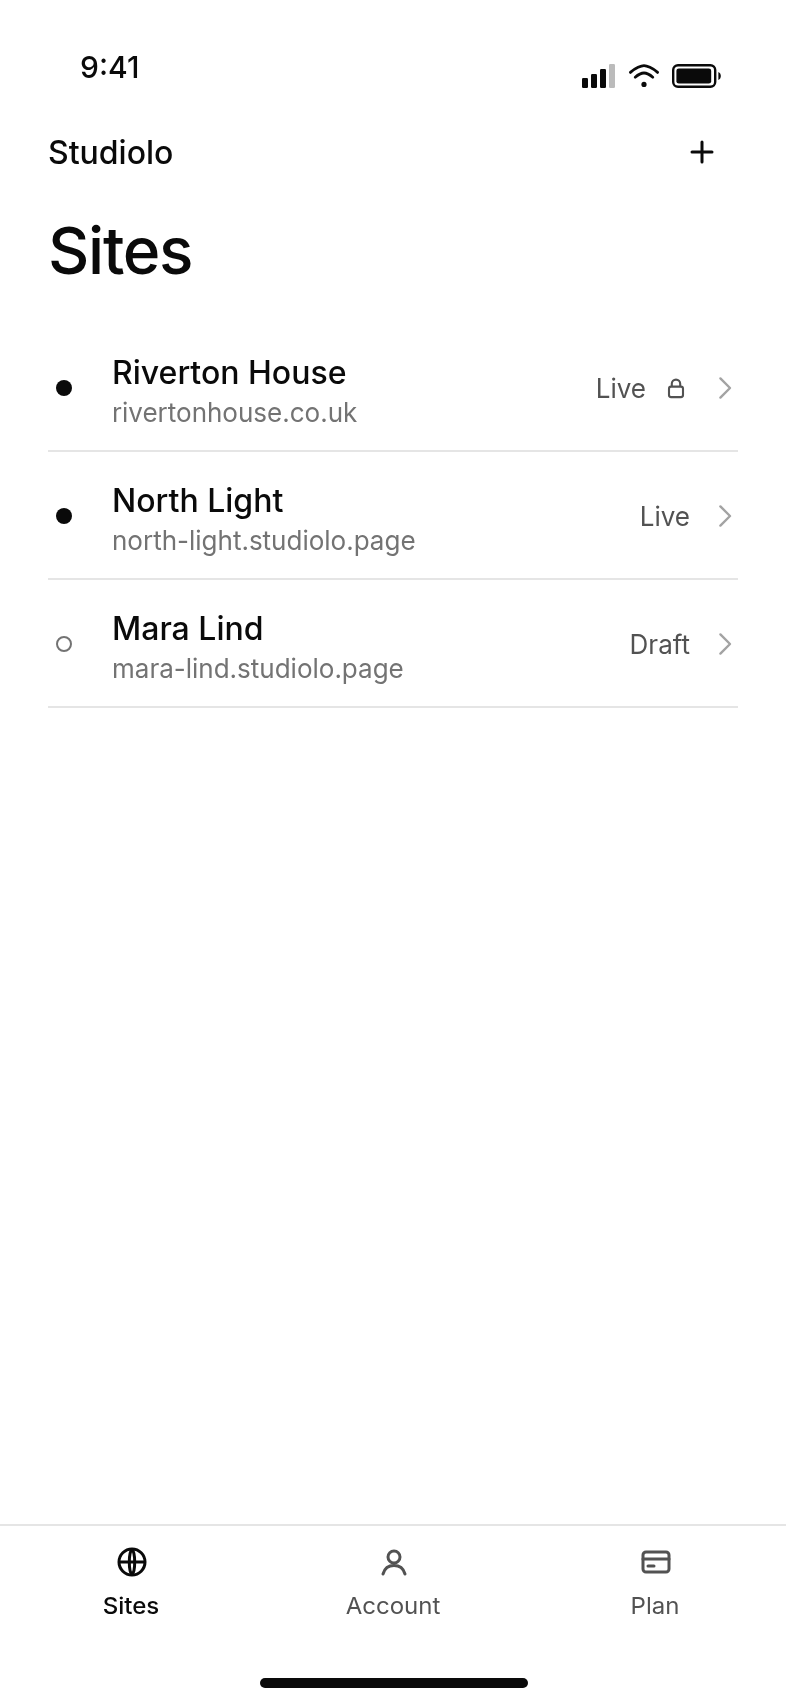 9:41
Studiolo
Sites
Riverton House
rivertonhouse.co.uk
Live
North Light
north-light.studiolo.page
Live
Mara Lind
mara-lind.studiolo.page
Draft
Sites
Account
Plan